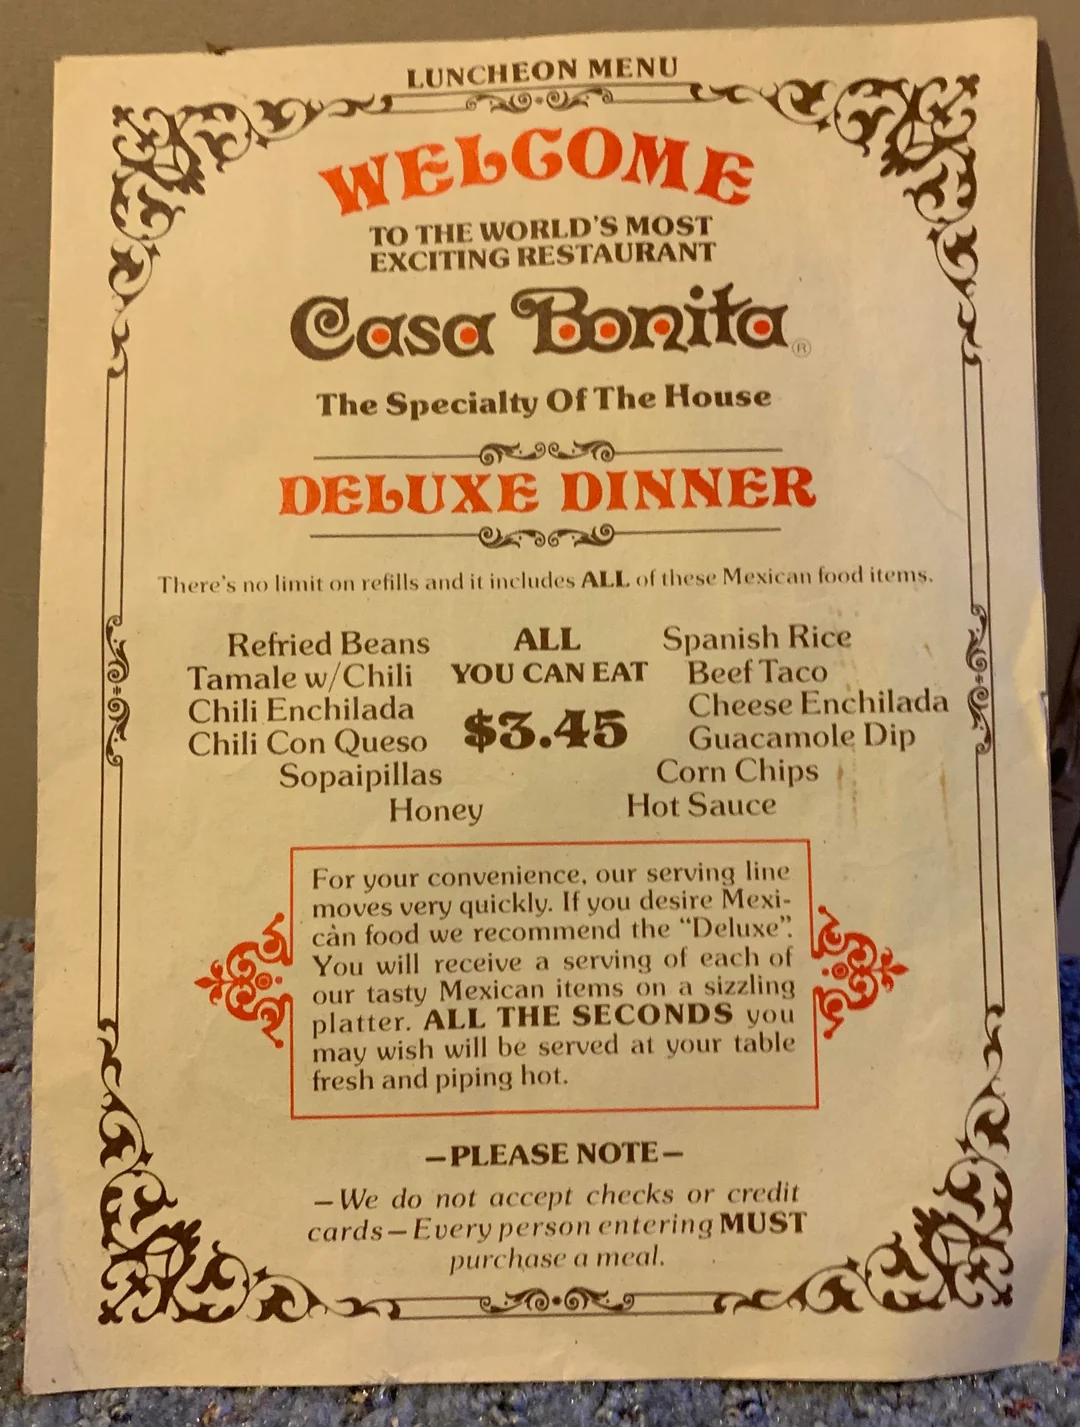 LUNCHEON MENU
WELCOME
TO THE WORLD'S MOST
EXCITING RESTAURANT
Casa Bonita®
The Specialty Of The House
DELUXE DINNER
There's no limit on refills and it includes ALL of these Mexican food items.
Refried Beans ALL Spanish Rice
Tamale w/Chili YOU CAN EAT Beef Taco
Chili Enchilada $3.45 Cheese Enchilada
Chili Con Queso Guacamole Dip
Sopaipillas Corn Chips
Honey Hot Sauce
For your convenience, our serving line
moves very quickly. If you desire Mexi-
can food we recommend the “Deluxe”.
You will receive a serving of each of
our tasty Mexican items on a sizzling
platter. ALL THE SECONDS you
may wish will be served at your table
fresh and piping hot.
—PLEASE NOTE—
—We do not accept checks or credit
cards—Every person entering MUST
purchase a meal.